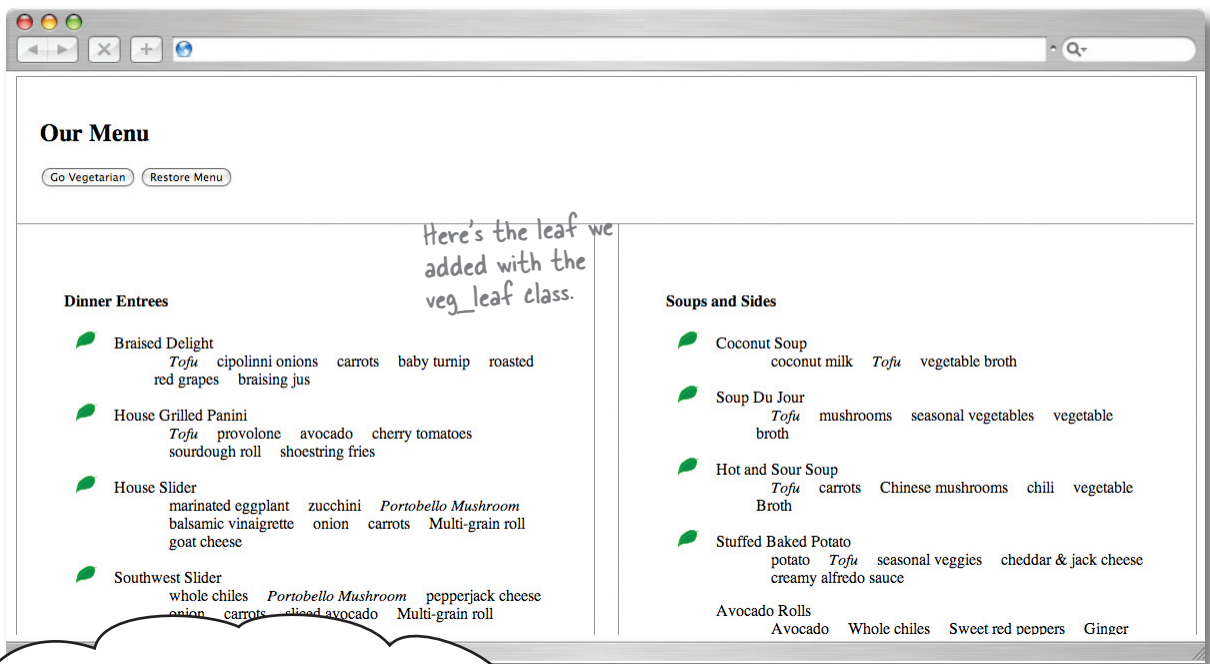 Our Menu
Go Vegetarian Restore Menu
Here's the leaf we
added with the
veg_leaf class.
Dinner Entrees
Braised Delight
Tofu cipolinni onions carrots baby turnip roasted
red grapes braising jus
House Grilled Panini
Tofu provolone avocado cherry tomatoes
sourdough roll shoestring fries
House Slider
marinated eggplant zucchini Portobello Mushroom
balsamic vinaigrette onion carrots Multi-grain roll
goat cheese
Southwest Slider
whole chiles Portobello Mushroom pepperjack cheese
onion carrots sliced avocado Multi-grain roll
Soups and Sides
Coconut Soup
coconut milk Tofu vegetable broth
Soup Du Jour
Tofu mushrooms seasonal vegetables vegetable
broth
Hot and Sour Soup
Tofu carrots Chinese mushrooms chili vegetable
Broth
Stuffed Baked Potato
potato Tofu seasonal veggies cheddar & jack cheese
creamy alfredo sauce
Avocado Rolls
Avocado Whole chiles Sweet red peppers Ginger